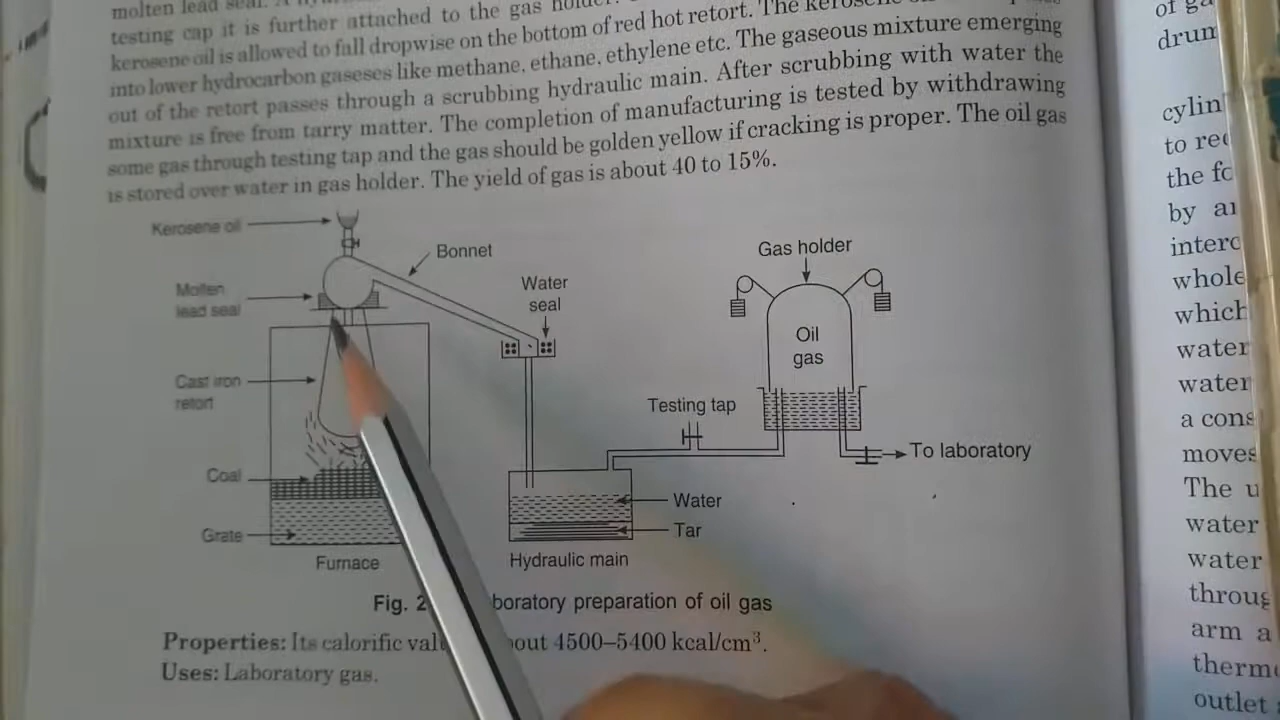 molten lead seal. A
testing cap it is further attached to the gas holder.
kerosene oil is allowed to fall dropwise on the bottom of red hot retort. The kerosene
into lower hydrocarbon gaseses like methane, ethane, ethylene etc. The gaseous mixture emerging
out of the retort passes through a scrubbing hydraulic main. After scrubbing with water the
mixture is free from tarry matter. The completion of manufacturing is tested by withdrawing
some gas through testing tap and the gas should be golden yellow if cracking is proper. The oil gas
is stored over water in gas holder. The yield of gas is about 40 to 15%.
Kerosene oil
Bonnet
Gas holder
Molten
lead seal
Water
seal
Oil
gas
Cast iron
retort
Testing tap
To laboratory
Coal
Water
Grate
Tar
Furnace
Hydraulic main
Fig. 2 boratory preparation of oil gas
Properties: Its calorific val out 4500–5400 kcal/cm³.
Uses: Laboratory gas.
of ga
drum
cylin
to rec
the fo
by an
interc
whole
which
water
water
a cons
moves
The u
water
water
throug
arm a
thermo
outlet